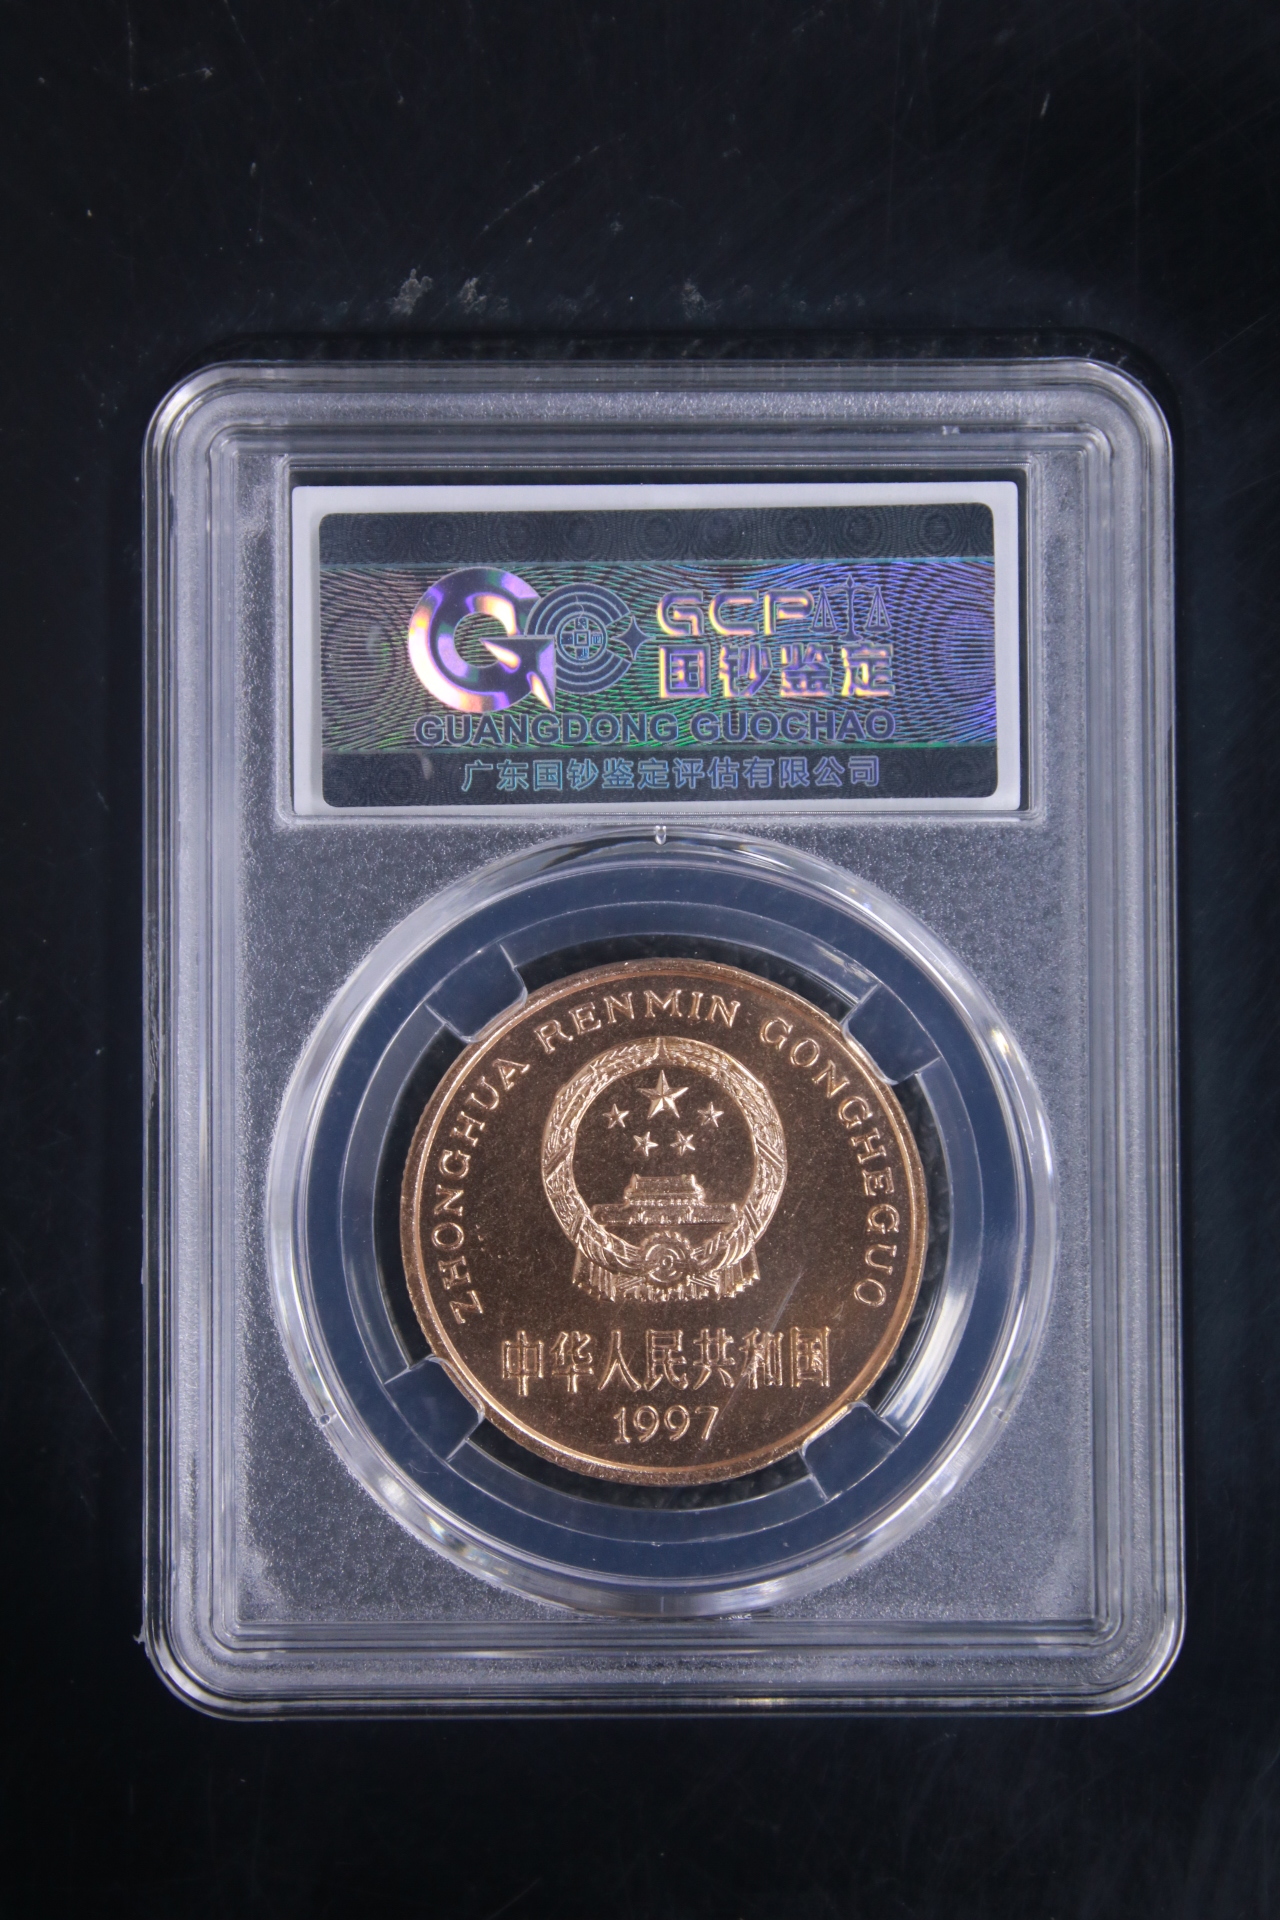 GCP
国钞鉴定
GUANGDONG GUOCHAO
广东国钞鉴定评估有限公司
ZHONGHUA RENMIN GONGHEGUO
中华人民共和国
1997